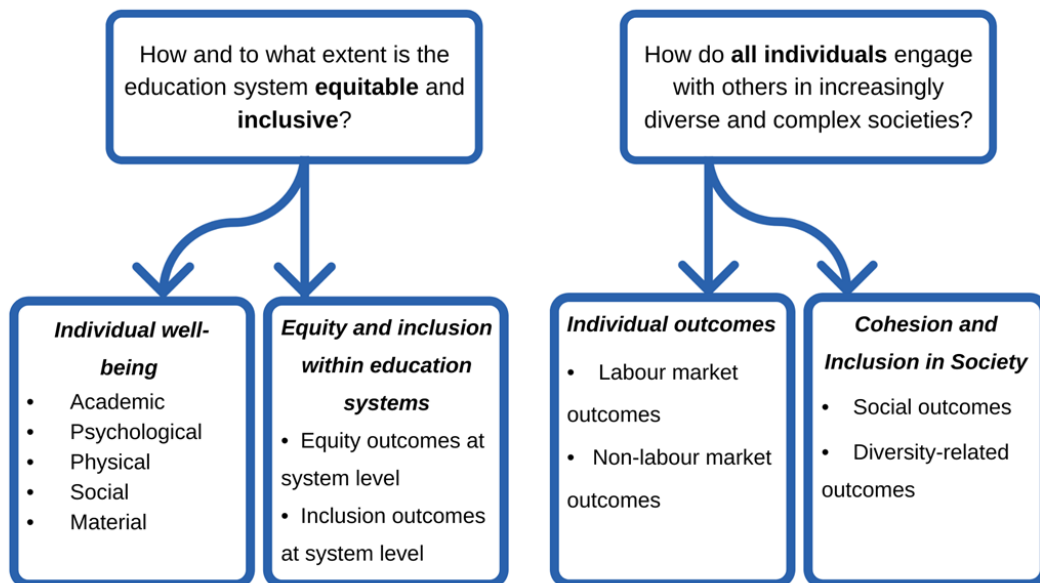 How and to what extent is the
education system equitable and
inclusive?
How do all individuals engage
with others in increasingly
diverse and complex societies?
Individual well-
being
• Academic
• Psychological
• Physical
• Social
• Material
Equity and inclusion
within education
systems
• Equity outcomes at
system level
• Inclusion outcomes
at system level
Individual outcomes
• Labour market
outcomes
• Non-labour market
outcomes
Cohesion and
Inclusion in Society
• Social outcomes
• Diversity-related
outcomes